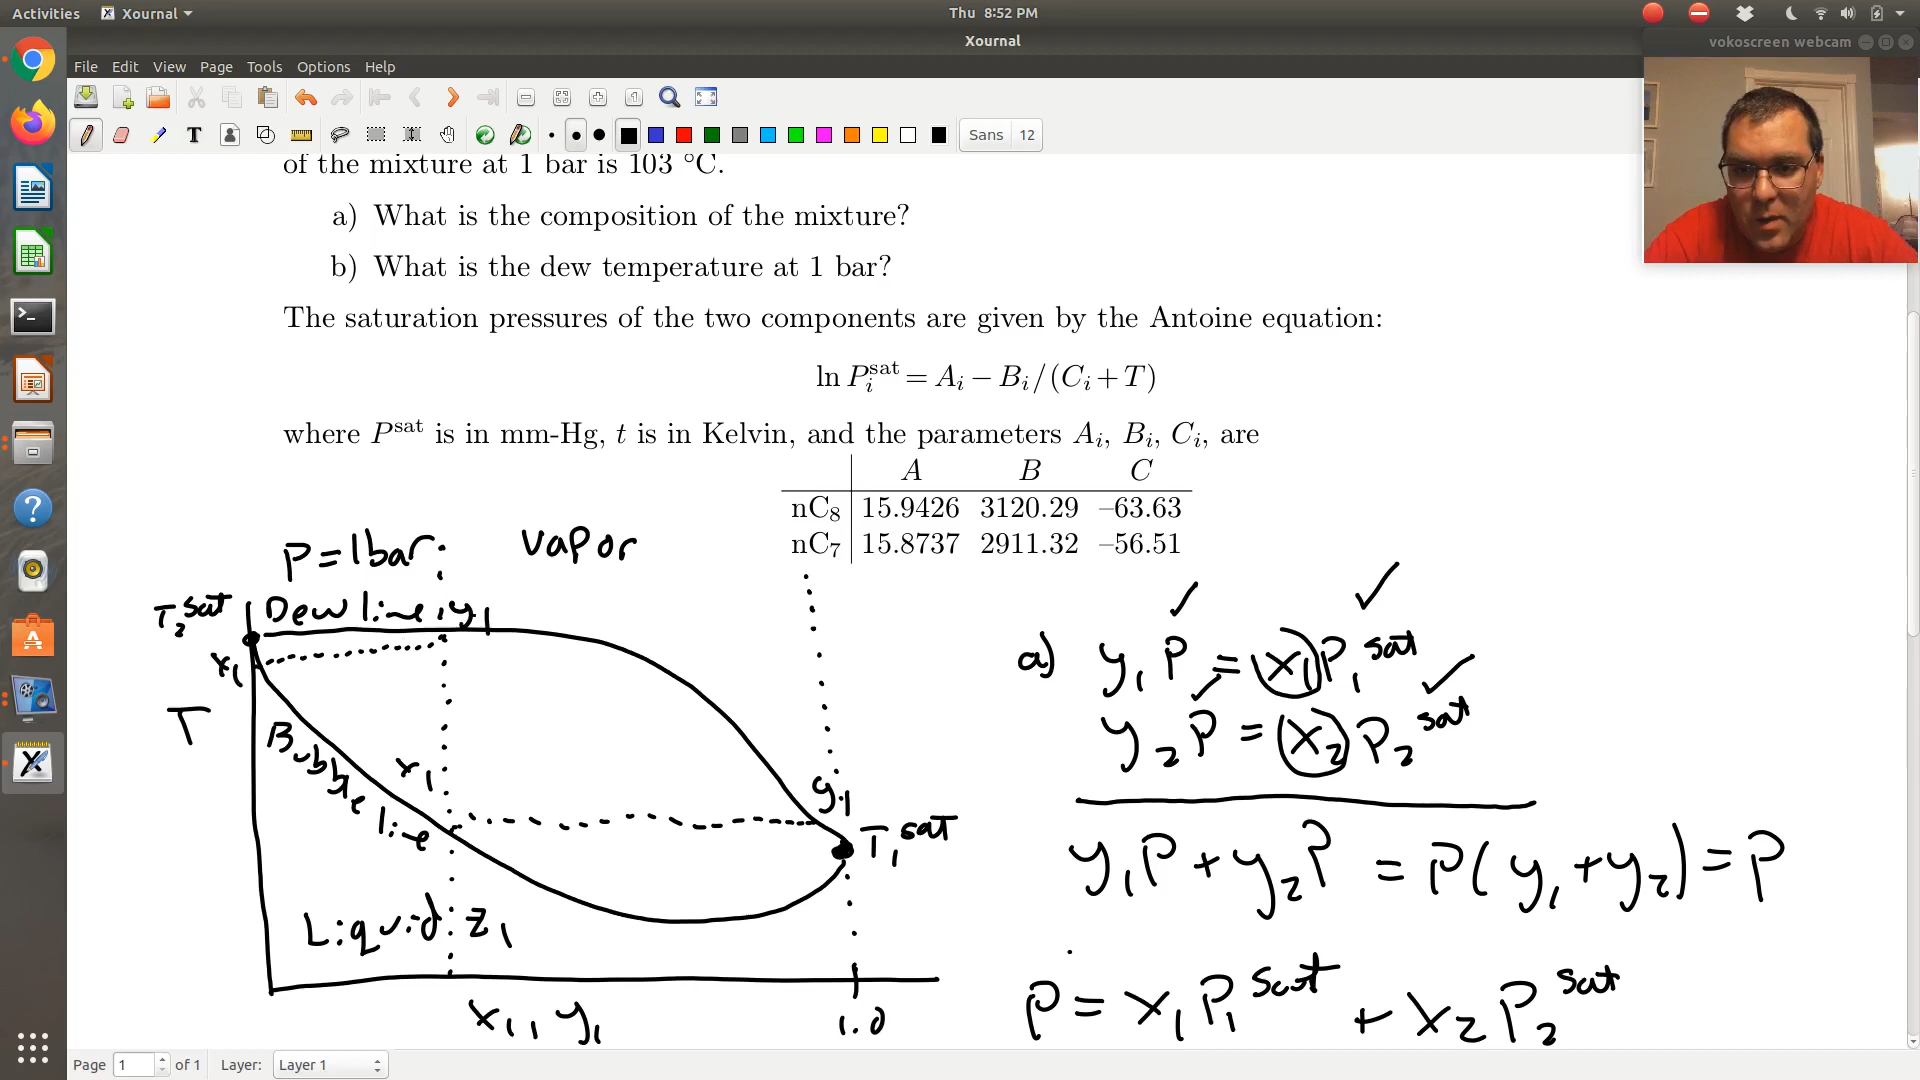 Activities Xournal Thu 8:52 PM
Xournal
vokoscreen webcam
File Edit View Page Tools Options Help
Sans 12
of the mixture at 1 bar is 103 °C.
a) What is the composition of the mixture?
b) What is the dew temperature at 1 bar?
The saturation pressures of the two components are given by the Antoine equation:
ln P_i^sat = A_i − B_i/(C_i + T)
where P^sat is in mm-Hg, t is in Kelvin, and the parameters A_i, B_i, C_i, are
A B C
nC₈ 15.9426 3120.29 –63.63
nC₇ 15.8737 2911.32 –56.51
P = 1bar
vapor
T₂^sat
Dew line
y₁
x₁
T
Bubble line
x₁
y₁
T₁^sat
Liquid
z₁
x₁, y₁
1.0
a) y₁ P = x₁ P₁^sat
y₂ P = x₂ P₂^sat
y₁P + y₂P = P(y₁ + y₂) = P
P = x₁ P₁^sat + x₂ P₂^sat
Page 1 of 1 Layer: Layer 1